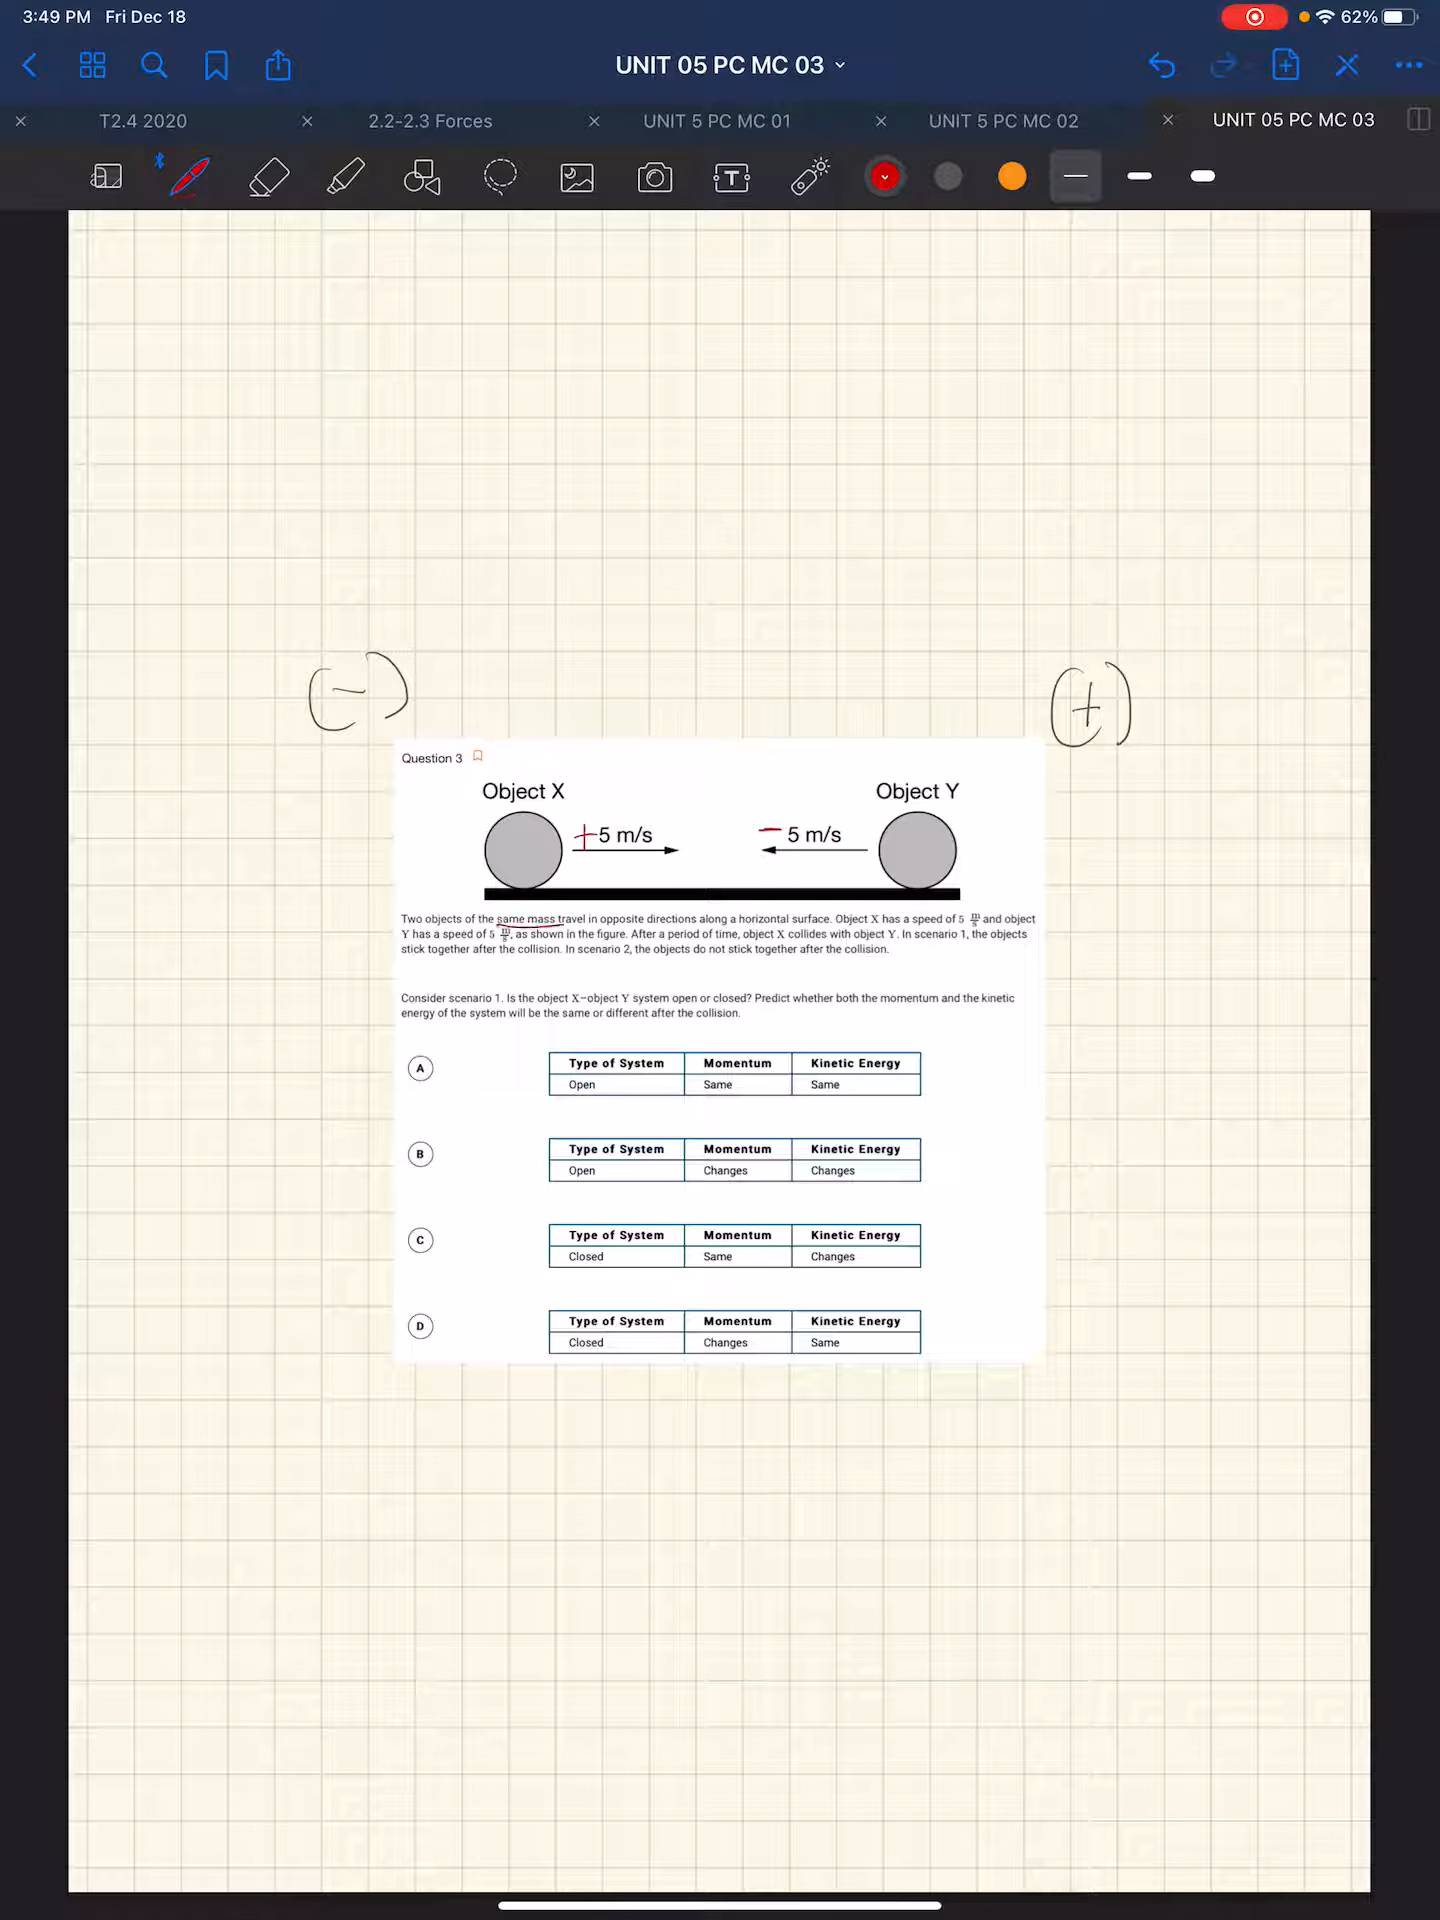 3:49 PM Fri Dec 18 62%
UNIT 05 PC MC 03
T2.4 2020 2.2-2.3 Forces UNIT 5 PC MC 01 UNIT 5 PC MC 02 UNIT 05 PC MC 03
T
(-) (+)
Question 3
Object X Object Y
+5 m/s - 5 m/s
Two objects of the same mass travel in opposite directions along a horizontal surface. Object X has a speed of 5 m/s and object
Y has a speed of 5 m/s, as shown in the figure. After a period of time, object X collides with object Y. In scenario 1, the objects
stick together after the collision. In scenario 2, the objects do not stick together after the collision.
Consider scenario 1. Is the object X–object Y system open or closed? Predict whether both the momentum and the kinetic
energy of the system will be the same or different after the collision.
A
Type of System Momentum Kinetic Energy
Open Same Same
B
Type of System Momentum Kinetic Energy
Open Changes Changes
C
Type of System Momentum Kinetic Energy
Closed Same Changes
D
Type of System Momentum Kinetic Energy
Closed Changes Same